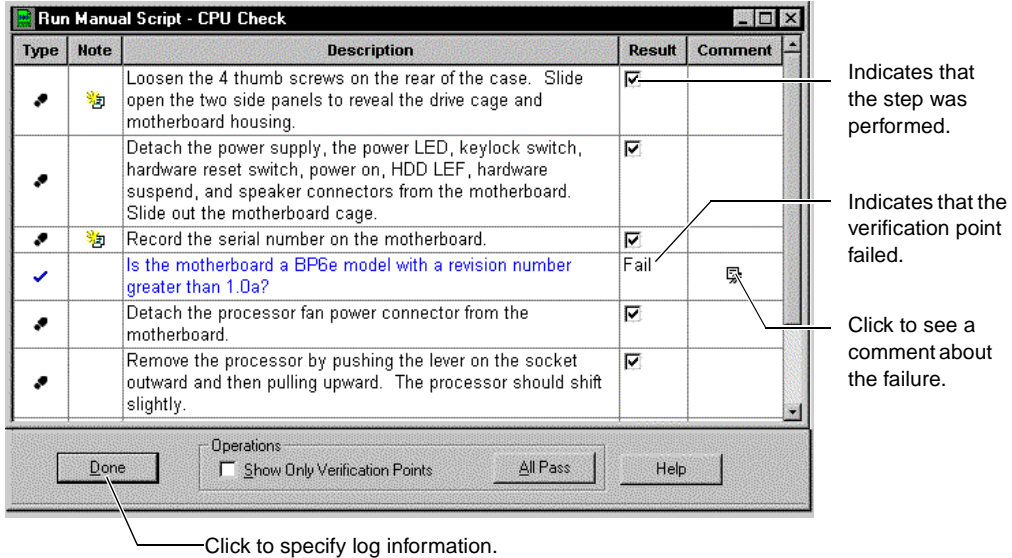 Run Manual Script - CPU Check
Type Note Description Result Comment
Loosen the 4 thumb screws on the rear of the case. Slide
open the two side panels to reveal the drive cage and
motherboard housing.
Detach the power supply, the power LED, keylock switch,
hardware reset switch, power on, HDD LEF, hardware
suspend, and speaker connectors from the motherboard.
Slide out the motherboard cage.
Record the serial number on the motherboard.
Is the motherboard a BP6e model with a revision number
greater than 1.0a?
Fail
Detach the processor fan power connector from the
motherboard.
Remove the processor by pushing the lever on the socket
outward and then pulling upward. The processor should shift
slightly.
Operations
Done
Show Only Verification Points
All Pass
Help
Indicates that
the step was
performed.
Indicates that the
verification point
failed.
Click to see a
comment about
the failure.
Click to specify log information.